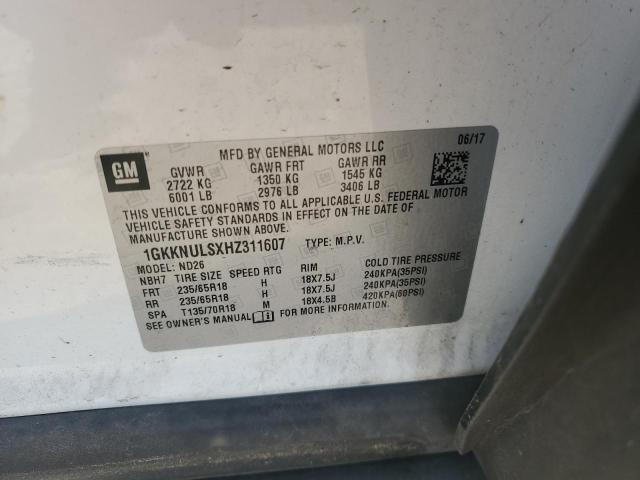 GM
MFD BY GENERAL MOTORS LLC 06/17
GVWR GAWR FRT GAWR RR
2722 KG 1350 KG 1545 KG
6001 LB 2976 LB 3406 LB
THIS VEHICLE CONFORMS TO ALL APPLICABLE U.S. FEDERAL MOTOR
VEHICLE SAFETY STANDARDS IN EFFECT ON THE DATE OF
MANUFACTURE SHOWN ABOVE.
1GKKNULSXHZ311607 TYPE: M.P.V.
MODEL: ND26
NBH7 TIRE SIZE SPEED RTG RIM COLD TIRE PRESSURE
FRT 235/65R18 H 18X7.5J 240KPA(35PSI)
RR 235/65R18 H 18X7.5J 240KPA(35PSI)
SPA T135/70R18 M 18X4.5B 420KPA(60PSI)
SEE OWNER'S MANUAL FOR MORE INFORMATION.